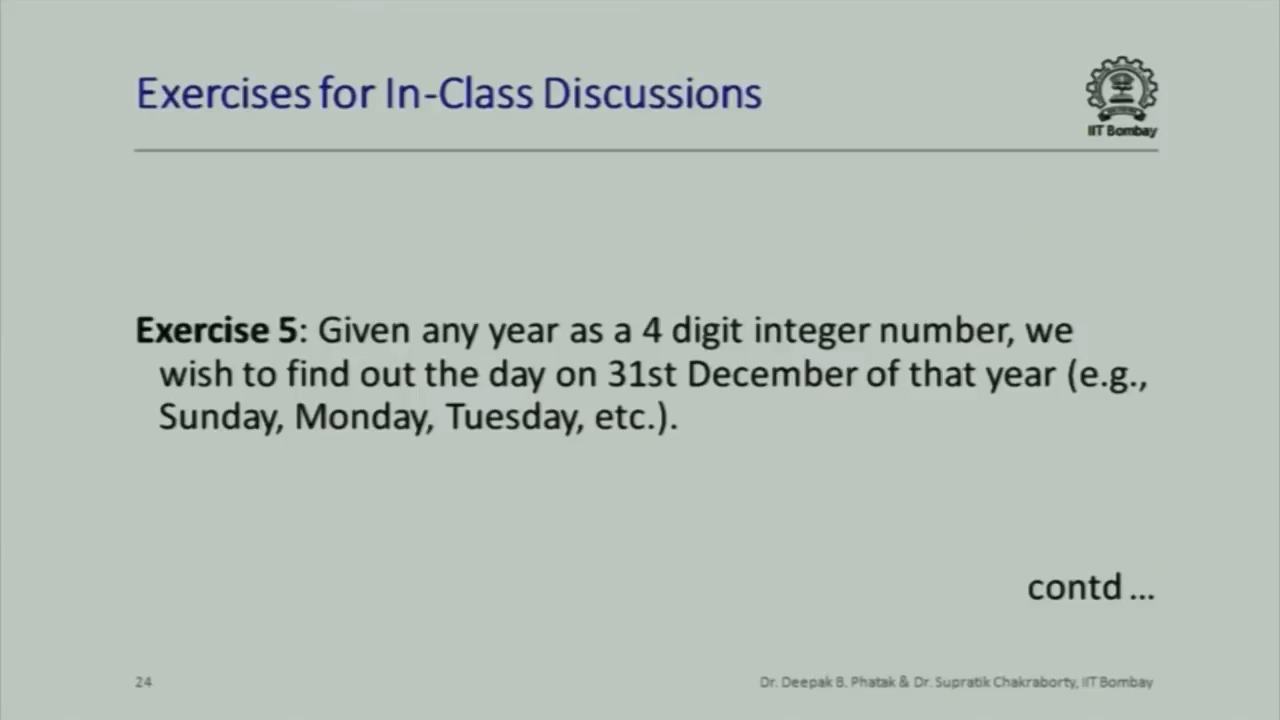 Exercises for In-Class Discussions
IIT Bombay
Exercise 5: Given any year as a 4 digit integer number, we
wish to find out the day on 31st December of that year (e.g.,
Sunday, Monday, Tuesday, etc.).
contd ...
24
Dr. Deepak B. Phatak & Dr. Supratik Chakraborty, IIT Bombay